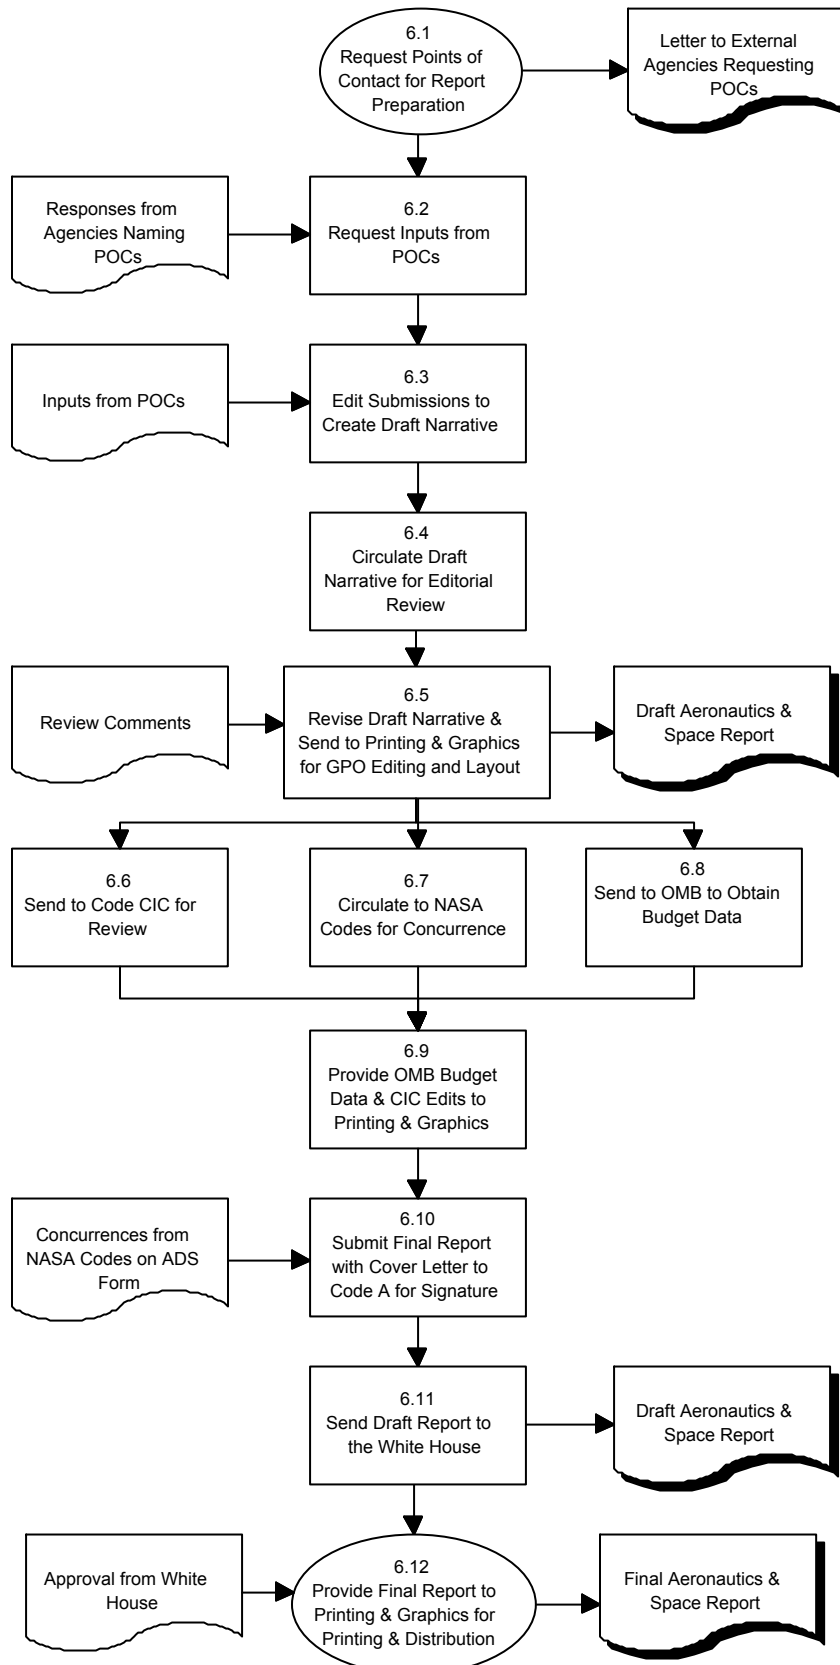 6.1
Request Points of
Contact for Report
Preparation
Letter to External
Agencies Requesting
POCs
Responses from
Agencies Naming
POCs
6.2
Request Inputs from
POCs
Inputs from POCs
6.3
Edit Submissions to
Create Draft Narrative
6.4
Circulate Draft
Narrative for Editorial
Review
Review Comments
6.5
Revise Draft Narrative &
Send to Printing & Graphics
for GPO Editing and Layout
Draft Aeronautics &
Space Report
6.6
Send to Code CIC for
Review
6.7
Circulate to NASA
Codes for Concurrence
6.8
Send to OMB to Obtain
Budget Data
6.9
Provide OMB Budget
Data & CIC Edits to
Printing & Graphics
Concurrences from
NASA Codes on ADS
Form
6.10
Submit Final Report
with Cover Letter to
Code A for Signature
6.11
Send Draft Report to
the White House
Draft Aeronautics &
Space Report
Approval from White
House
6.12
Provide Final Report to
Printing & Graphics for
Printing & Distribution
Final Aeronautics &
Space Report